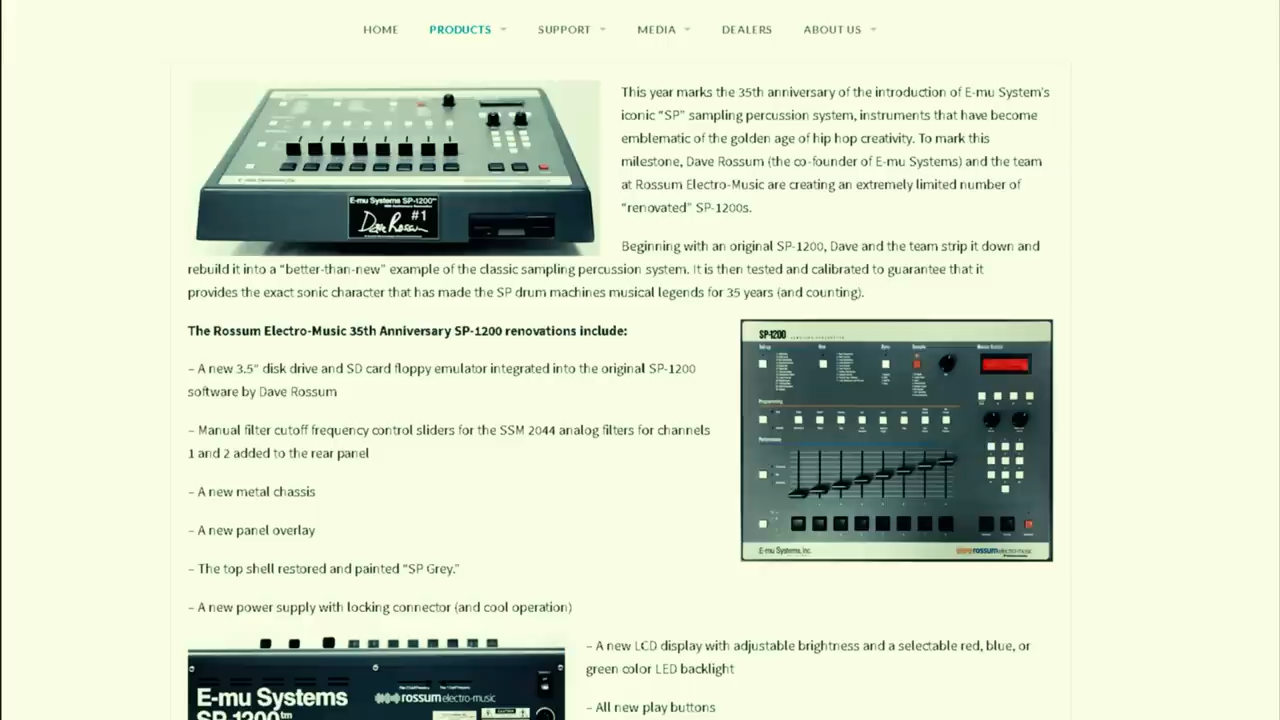 HOME PRODUCTS SUPPORT MEDIA DEALERS ABOUT US
E-mu Systems SP-1200™
Dave Rossum #1
This year marks the 35th anniversary of the introduction of E-mu System's
iconic "SP" sampling percussion system, instruments that have become
emblematic of the golden age of hip hop creativity. To mark this
milestone, Dave Rossum (the co-founder of E-mu Systems) and the team
at Rossum Electro-Music are creating an extremely limited number of
"renovated" SP-1200s.
Beginning with an original SP-1200, Dave and the team strip it down and
rebuild it into a "better-than-new" example of the classic sampling percussion system. It is then tested and calibrated to guarantee that it
provides the exact sonic character that has made the SP drum machines musical legends for 35 years (and counting).
The Rossum Electro-Music 35th Anniversary SP-1200 renovations include:
– A new 3.5" disk drive and SD card floppy emulator integrated into the original SP-1200
software by Dave Rossum
– Manual filter cutoff frequency control sliders for the SSM 2044 analog filters for channels
1 and 2 added to the rear panel
– A new metal chassis
– A new panel overlay
– The top shell restored and painted "SP Grey."
– A new power supply with locking connector (and cool operation)
SP-1200
Programming
Performance
E-mu Systems, Inc.
rossum electro-music
– A new LCD display with adjustable brightness and a selectable red, blue, or
green color LED backlight
– All new play buttons
E-mu Systems
SP-1200tm
rossum electro-music